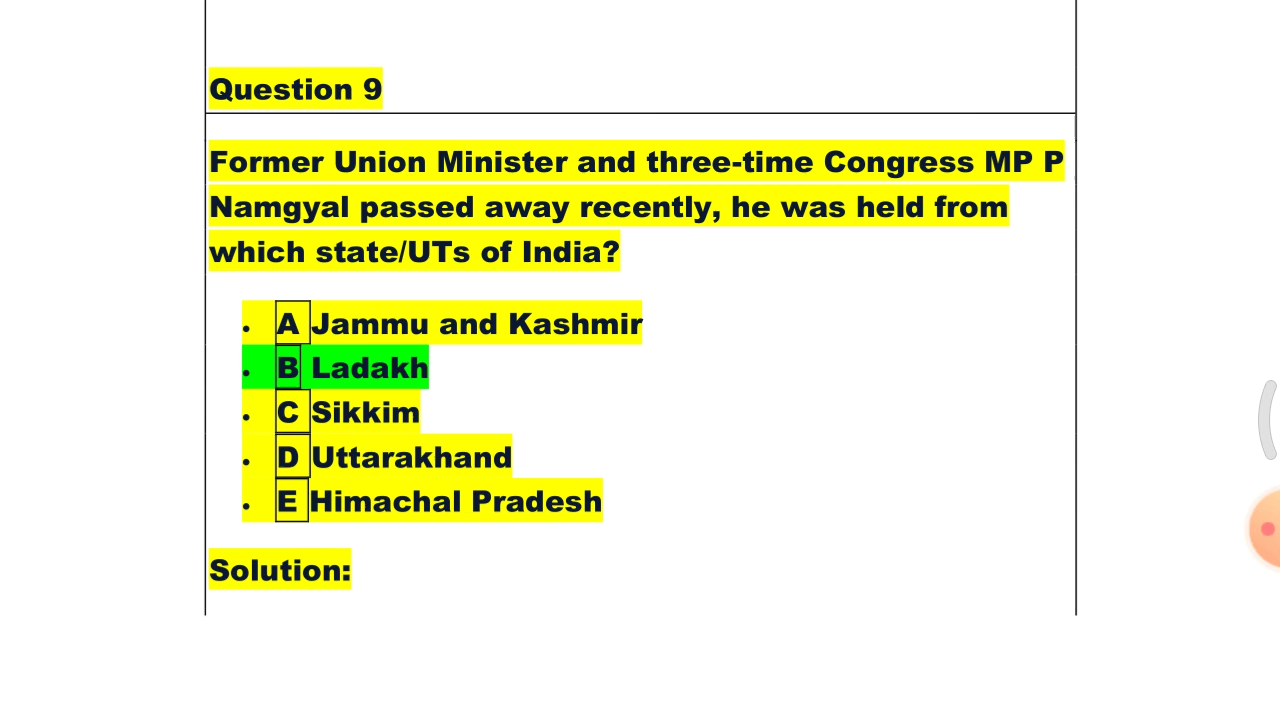 Question 9
Former Union Minister and three-time Congress MP P
Namgyal passed away recently, he was held from
which state/UTs of India?
• A Jammu and Kashmir
• B Ladakh
• C Sikkim
• D Uttarakhand
• E Himachal Pradesh
Solution: